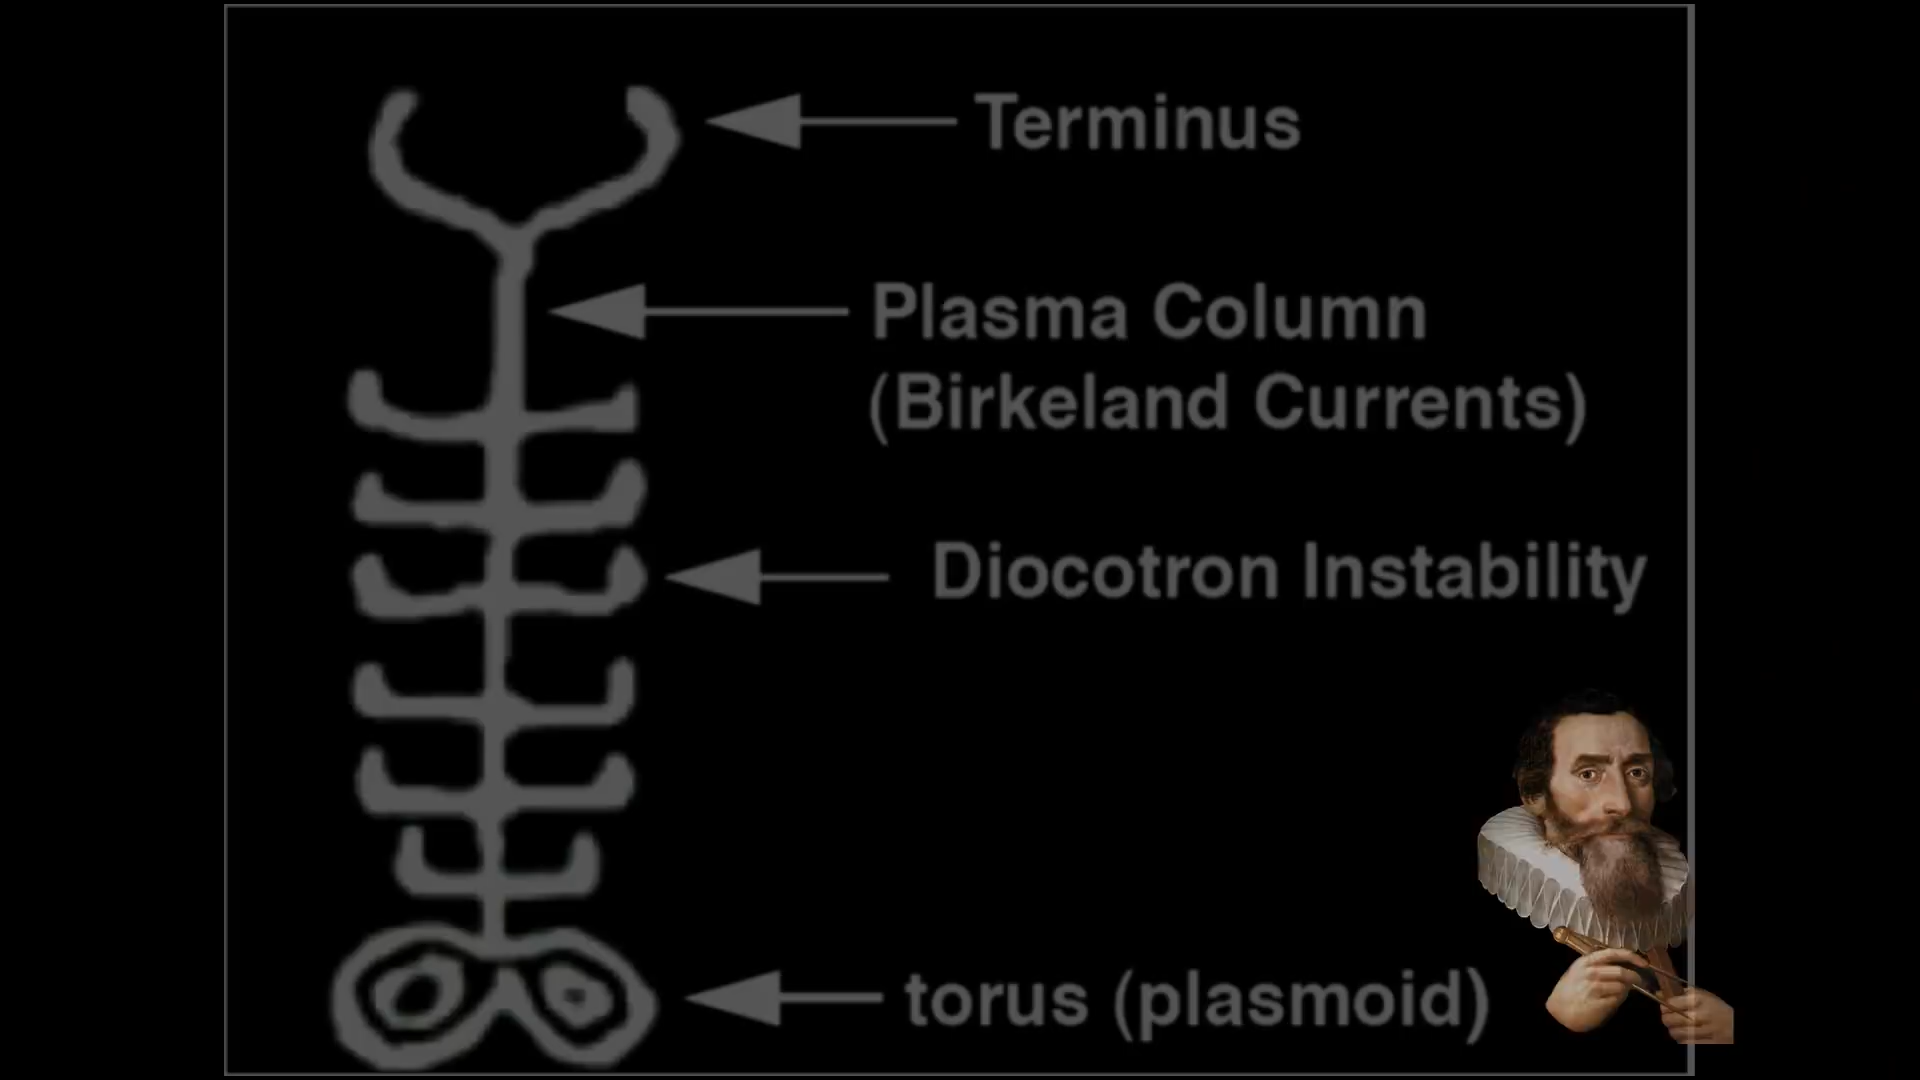 Terminus
Plasma Column
(Birkeland Currents)
Diocotron Instability
torus (plasmoid)